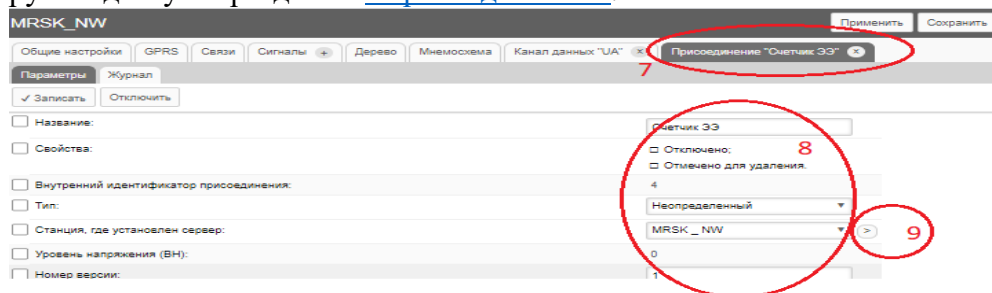 MRSK_NW Применить Сохранить
Общие настройки GPRS Связи Сигналы + Дерево Мнемосхема Канал данных "UA" x Присоединение "Счетчик ЭЭ" x
7
Параметры Журнал
✓ Записать Отключить
Название: Счетчик ЭЭ
Свойства: □ Отключено; 8
□ Отмечено для удаления.
Внутренний идентификатор присоединения: 4
Тип: Неопределенный
Станция, где установлен сервер: MRSK _ NW > 9
Уровень напряжения (ВН): 0
Номер версии: 1